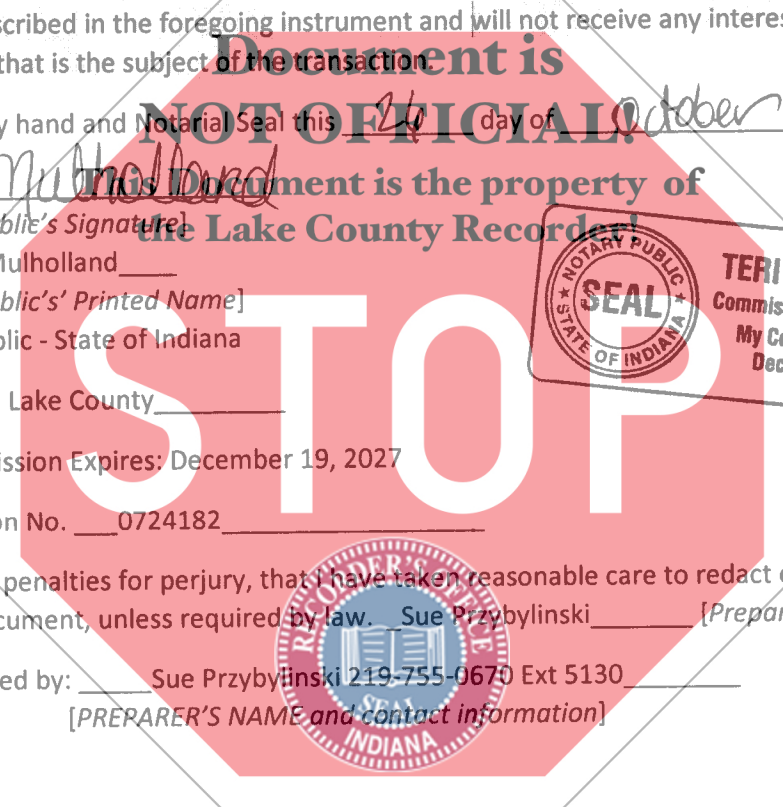 scribed in the foregoing instrument and will not receive any interes
that is the subject of the transaction.
Document is
NOT OFFICIAL!
This Document is the property of
the Lake County Recorder!
y hand and Notarial Seal this 24 day of October
Mulholland
blic's Signature]
Mulholland____
blic's' Printed Name]
blic - State of Indiana
NOTARY PUBLIC
SEAL
STATE OF INDIANA
TERI
Commis
My Co
Dec
STOP
Lake County___________
ission Expires: December 19, 2027
on No. ___0724182______________________
penalties for perjury, that I have taken reasonable care to redact e
cument, unless required by law. _Sue Przybylinski________ [Prepar
ed by: _____Sue Przybylinski 219-755-0670 Ext 5130_________
[PREPARER'S NAME and contact information]
RECORDER'S OFFICE
SEAL
INDIANA